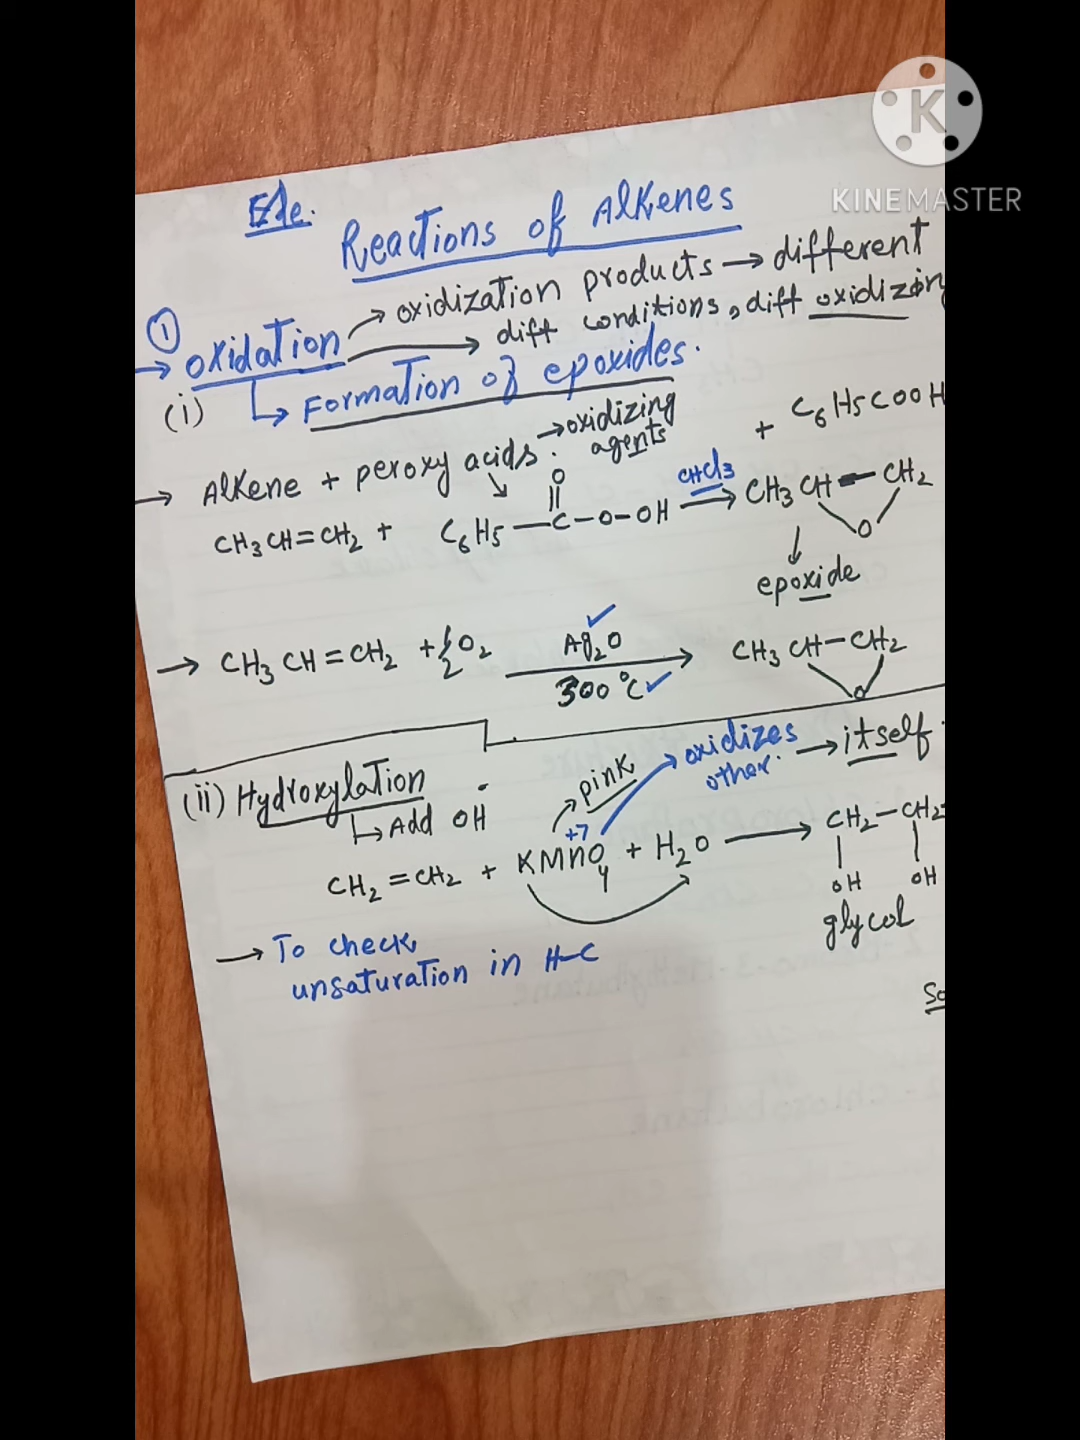 K
KINEMASTER
Reactions of Alkenes
① oxidation → oxidization products → different
→ diff conditions, diff oxidizin
(i) ↳ Formation of epoxides.
→ Alkene + peroxy acids. → oxidizing agents
+ C6H5COOH
CH3CH=CH2 + C6H5 — C – O – OH CHCl3 → CH3 CH — CH2
O
O
epoxide
→ CH3 CH = CH2 + 1/2 O2 Ag2O 300°C → CH3 CH — CH2
O
(ii) Hydroxylation
↳ Add OH
→ pink
→ oxidizes other. → itself.
+7
CH2 = CH2 + KMnO4 + H2O → CH2 — CH2
OH OH
glycol
→ To check
unsaturation in H–C